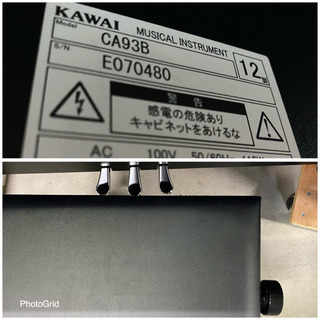 KAWAI MUSICAL INSTRUMENT
Model CA93B
S/N E070480
12
警告
感電の危険あり
キャビネットをあけるな
AC 100V 50/60Hz
PhotoGrid